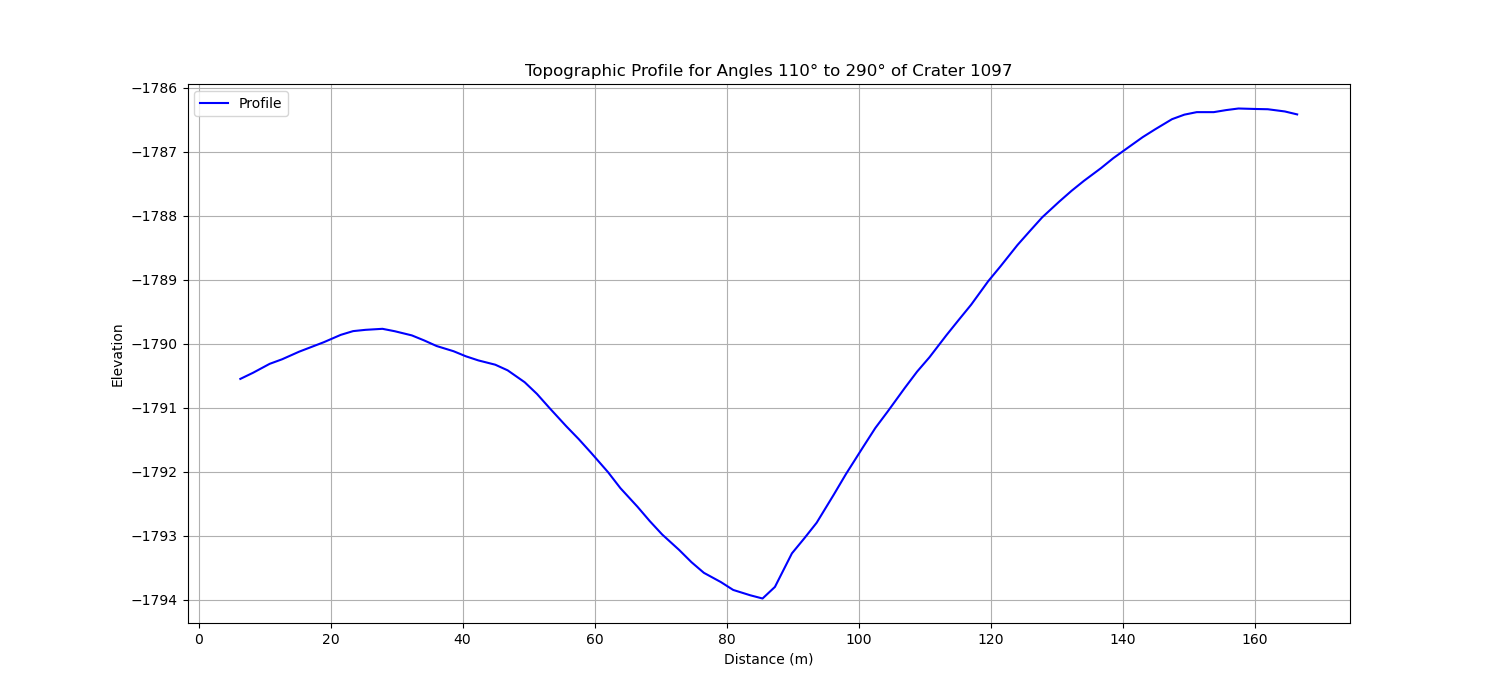 Topographic Profile for Angles 110° to 290° of Crater 1097
Profile
Elevation
−1786
−1787
−1788
−1789
−1790
−1791
−1792
−1793
−1794
0 20 40 60 80 100 120 140 160
Distance (m)